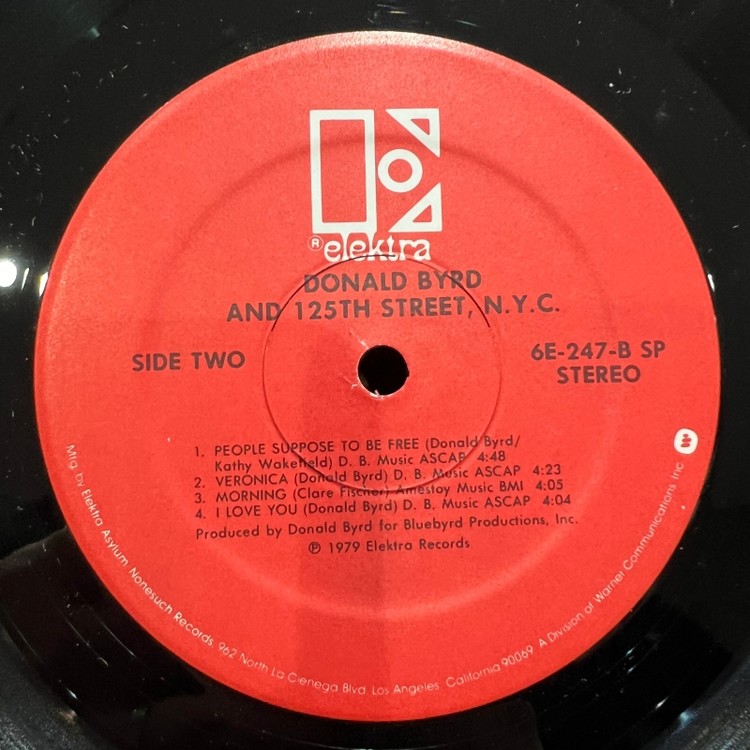 ® elektra
DONALD BYRD
AND 125TH STREET, N.Y.C.
SIDE TWO
6E-247-B SP
STEREO
1. PEOPLE SUPPOSE TO BE FREE (Donald Byrd/
Kathy Wakefield) D. B. Music ASCAP 4:48
2. VERONICA (Donald Byrd) D. B. Music ASCAP 4:23
3. MORNING (Clare Fischer) Amestoy Music BMI 4:05
4. I LOVE YOU (Donald Byrd) D. B. Music ASCAP 4:04
Produced by Donald Byrd for Bluebyrd Productions, Inc.
℗ 1979 Elektra Records
Mfg. by Elektra Asylum Nonesuch Records 962 North La Cienega Blvd. Los Angeles California 90069 A Division of Warner Communications Inc.